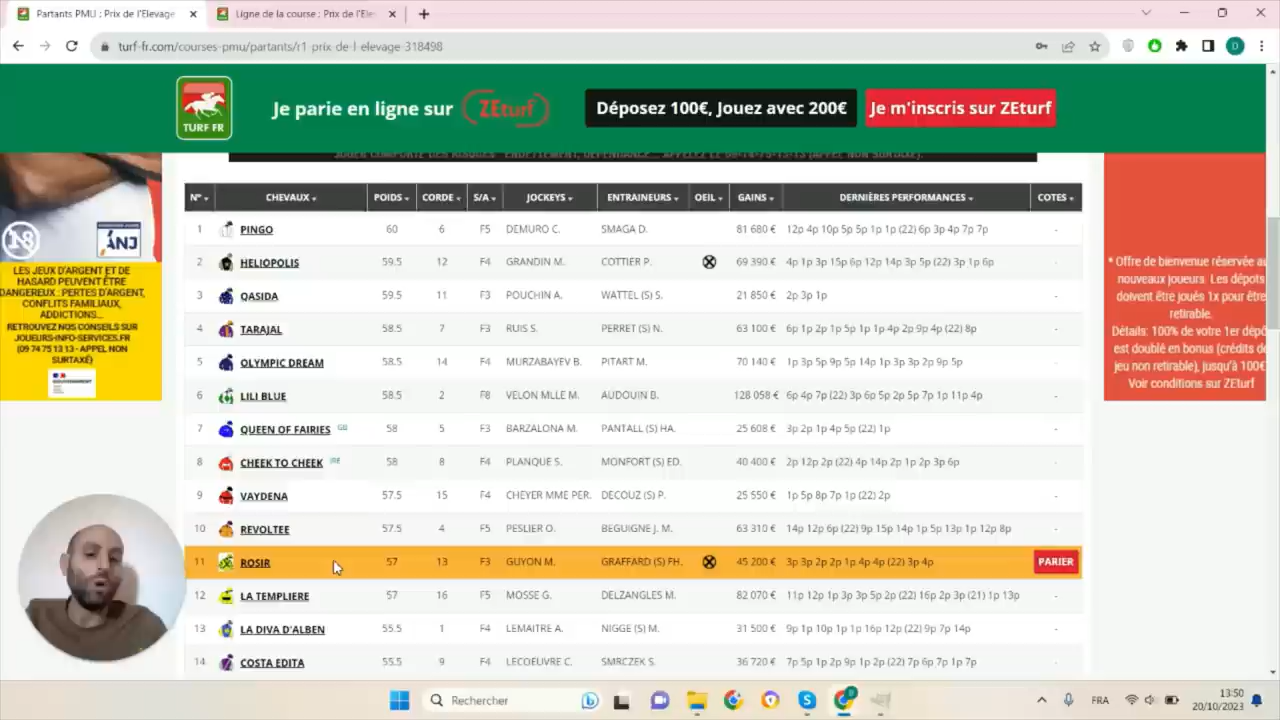 Partants PMU : Prix de l'Elevage
Ligne de la course : Prix de l'Ele
turf-fr.com/courses-pmu/partants/r1-prix-de-l-elevage-318498
D
TURF FR
Je parie en ligne sur ZEturf
Déposez 100€, Jouez avec 200€
Je m'inscris sur ZEturf
JOUER COMPORTE DES RISQUES : ENDETTEMENT, DÉPENDANCE... APPELEZ LE 09-74-75-13-13 (APPEL NON SURTAXÉ).
18
ANJ
LES JEUX D'ARGENT ET DE
HASARD PEUVENT ÊTRE
DANGEREUX : PERTES D'ARGENT,
CONFLITS FAMILIAUX,
ADDICTIONS...
RETROUVEZ NOS CONSEILS SUR
JOUEURS-INFO-SERVICES.FR
(09 74 75 13 13 - APPEL NON
SURTAXÉ)
N° CHEVAUX POIDS CORDE S/A JOCKEYS ENTRAINEURS OEIL GAINS DERNIÈRES PERFORMANCES COTES
1 PINGO 60 6 F5 DEMURO C. SMAGA D. 81 680 € 12p 4p 10p 5p 5p 1p 1p (22) 6p 3p 4p 7p 7p -
2 HELIOPOLIS 59.5 12 F4 GRANDIN M. COTTIER P. 69 390 € 4p 1p 3p 15p 6p 12p 14p 3p 5p (22) 3p 1p 6p -
3 QASIDA 59.5 11 F3 POUCHIN A. WATTEL (S) S. 21 850 € 2p 3p 1p -
4 TARAJAL 58.5 7 F3 RUIS S. PERRET (S) N. 63 100 € 6p 1p 2p 1p 5p 1p 1p 4p 2p 9p 4p (22) 8p -
5 OLYMPIC DREAM 58.5 14 F4 MURZABAYEV B. PITART M. 70 140 € 1p 3p 5p 9p 5p 14p 1p 3p 3p 2p 9p 5p -
6 LILI BLUE 58.5 2 F8 VELON MLLE M. AUDOUIN B. 128 058 € 6p 4p 7p (22) 3p 6p 5p 2p 5p 7p 1p 11p 4p -
7 QUEEN OF FAIRIES GB 58 5 F3 BARZALONA M. PANTALL (S) HA. 25 608 € 3p 2p 1p 4p 5p (22) 1p -
8 CHEEK TO CHEEK IRE 58 8 F4 PLANQUE S. MONFORT (S) ED. 40 400 € 2p 12p 2p (22) 4p 14p 2p 1p 2p 3p 6p -
9 VAYDENA 57.5 15 F4 CHEYER MME PER. DECOUZ (S) P. 25 550 € 1p 5p 8p 7p 1p (22) 2p -
10 REVOLTEE 57.5 4 F5 PESLIER O. BEGUIGNE J. M. 63 310 € 14p 12p 6p (22) 9p 15p 14p 1p 5p 13p 1p 12p 8p -
11 ROSIR 57 13 F3 GUYON M. GRAFFARD (S) FH. 45 200 € 3p 3p 2p 2p 1p 4p 4p (22) 3p 4p PARIER
12 LA TEMPLIERE 57 16 F5 MOSSE G. DELZANGLES M. 82 070 € 11p 12p 1p 3p 3p 5p 2p (22) 16p 2p 3p (21) 1p 13p -
13 LA DIVA D'ALBEN 55.5 1 F4 LEMAITRE A. NIGGE (S) M. 31 500 € 9p 1p 10p 1p 1p 16p 12p (22) 9p 7p 14p -
14 COSTA EDITA 55.5 9 F4 LECOEUVRE C. SMRCZEK S. 36 720 € 7p 5p 1p 2p 9p 1p 2p (22) 7p 6p 7p 1p 7p -
* Offre de bienvenue réservée au
nouveaux joueurs. Les dépôts
doivent être joués 1x pour être
retirable.
Détails: 100% de votre 1er dépô
est doublé en bonus (crédits de
jeu non retirable), jusqu'à 100€
Voir conditions sur ZEturf
Rechercher
FRA
13:50
20/10/2023